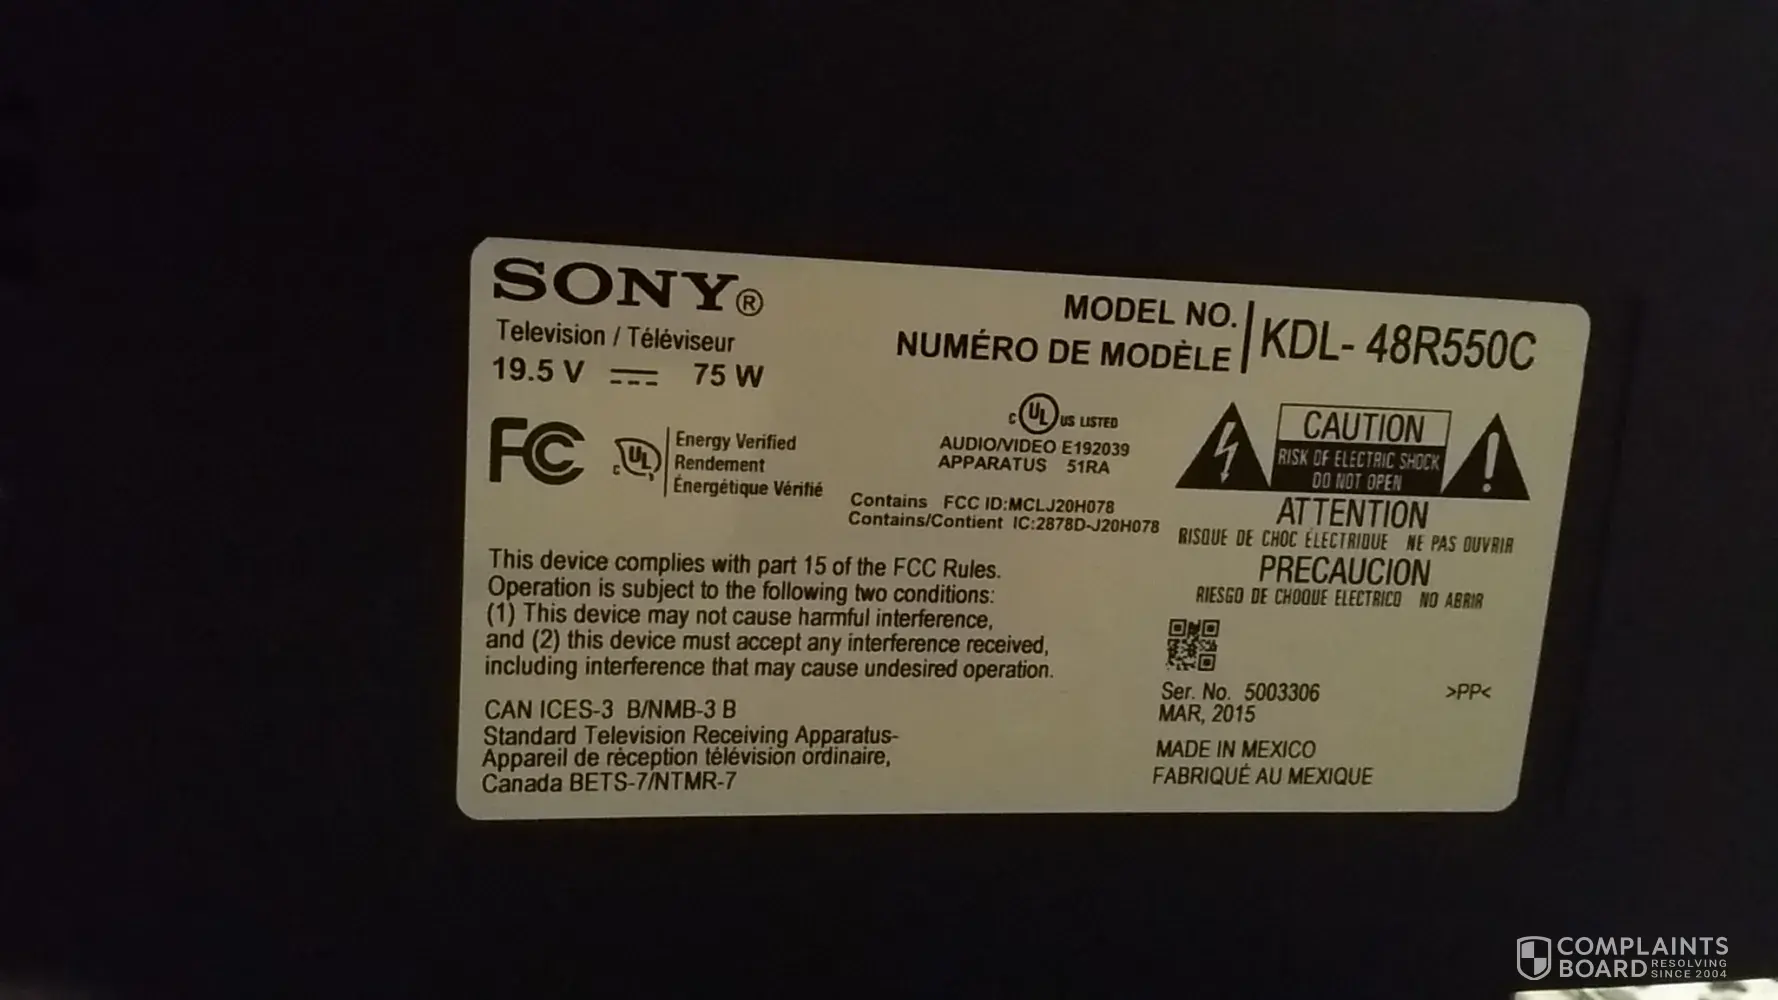 SONY®
Television / Téléviseur
19.5 V 75 W
MODEL NO.
NUMÉRO DE MODÈLE
KDL- 48R550C
FC
C UL US LISTED
AUDIO/VIDEO E192039
APPARATUS 51RA
C UL
Energy Verified
Rendement
Énergétique Vérifié
Contains FCC ID:MCLJ20H078
Contains/Contient IC:2878D-J20H078
CAUTION
RISK OF ELECTRIC SHOCK
DO NOT OPEN
ATTENTION
RISQUE DE CHOC ÉLECTRIQUE NE PAS OUVRIR
PRECAUCION
RIESGO DE CHOQUE ELECTRICO NO ABRIR
This device complies with part 15 of the FCC Rules.
Operation is subject to the following two conditions:
(1) This device may not cause harmful interference,
and (2) this device must accept any interference received,
including interference that may cause undesired operation.
CAN ICES-3 B/NMB-3 B
Standard Television Receiving Apparatus-
Appareil de réception télévision ordinaire,
Canada BETS-7/NTMR-7
Ser. No. 5003306
MAR, 2015
>PP<
MADE IN MEXICO
FABRIQUÉ AU MEXIQUE
COMPLAINTS
BOARD RESOLVING
SINCE 2004